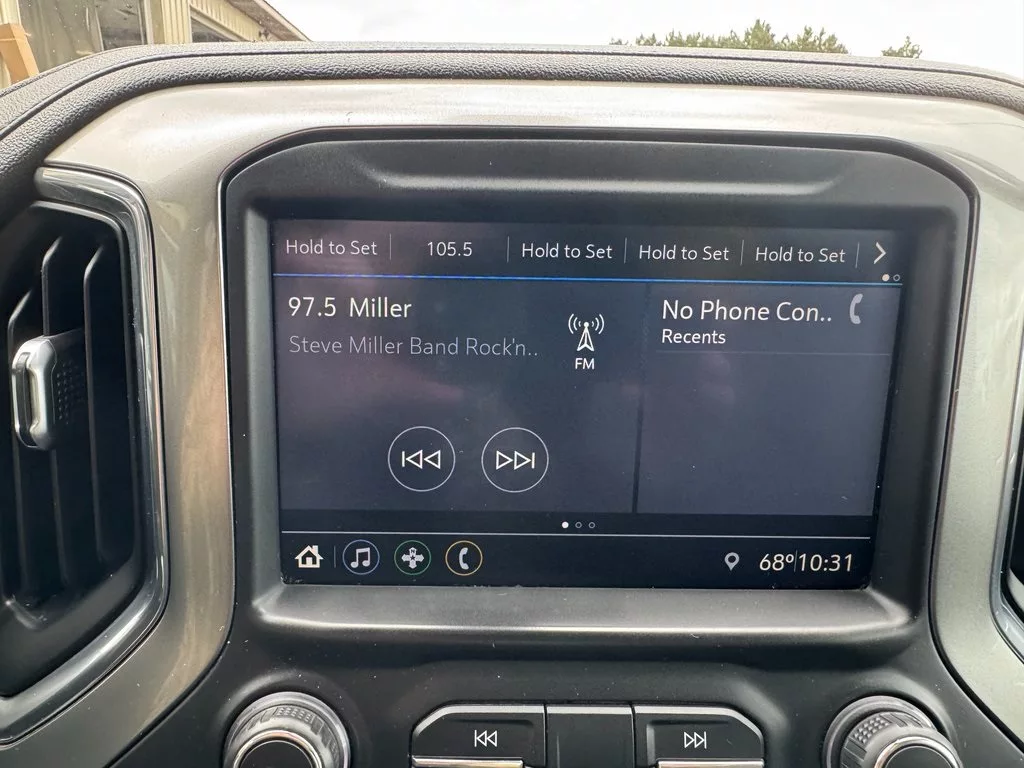 Hold to Set 105.5 Hold to Set Hold to Set Hold to Set
97.5 Miller
Steve Miller Band Rock'n..
FM
No Phone Con..
Recents
68º 10:31